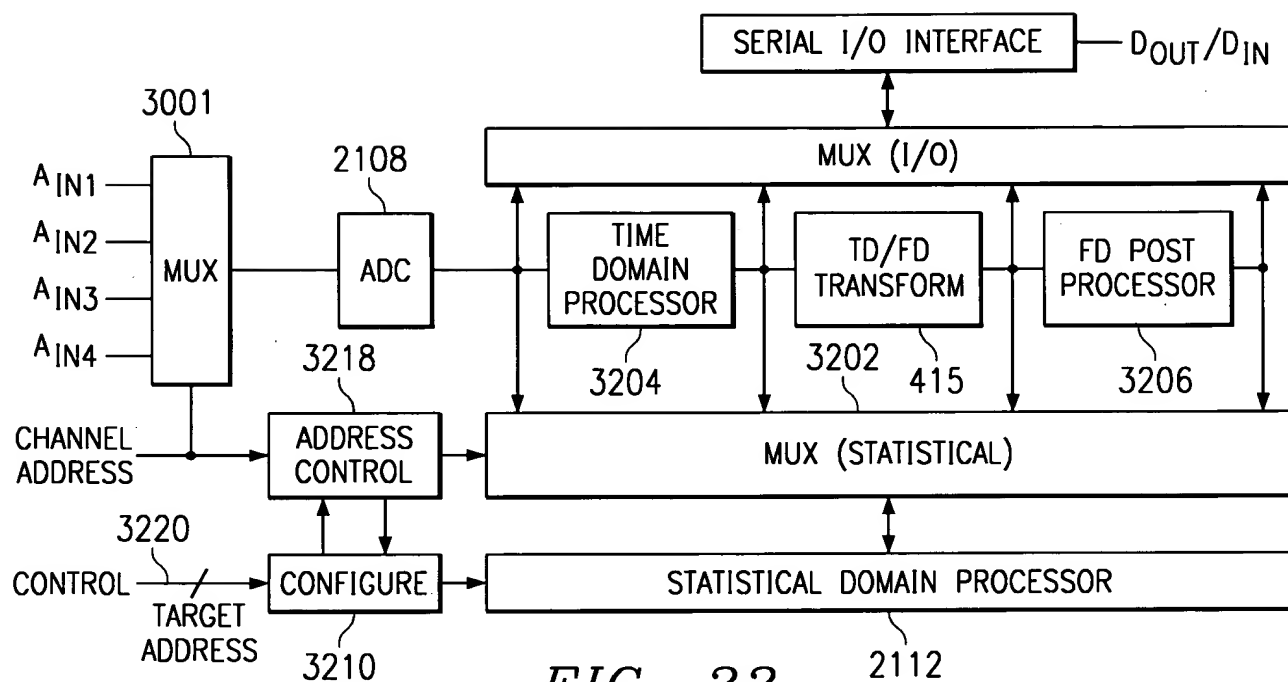 SERIAL I/O INTERFACE
DOUT/DIN
3001
MUX (I/O)
2108
AIN1
AIN2
AIN3
AIN4
MUX
ADC
TIME
DOMAIN
PROCESSOR
TD/FD
TRANSFORM
FD POST
PROCESSOR
3218
3204
3202
415
3206
CHANNEL
ADDRESS
ADDRESS
CONTROL
MUX (STATISTICAL)
3220
CONTROL
TARGET
ADDRESS
CONFIGURE
STATISTICAL DOMAIN PROCESSOR
3210
2112